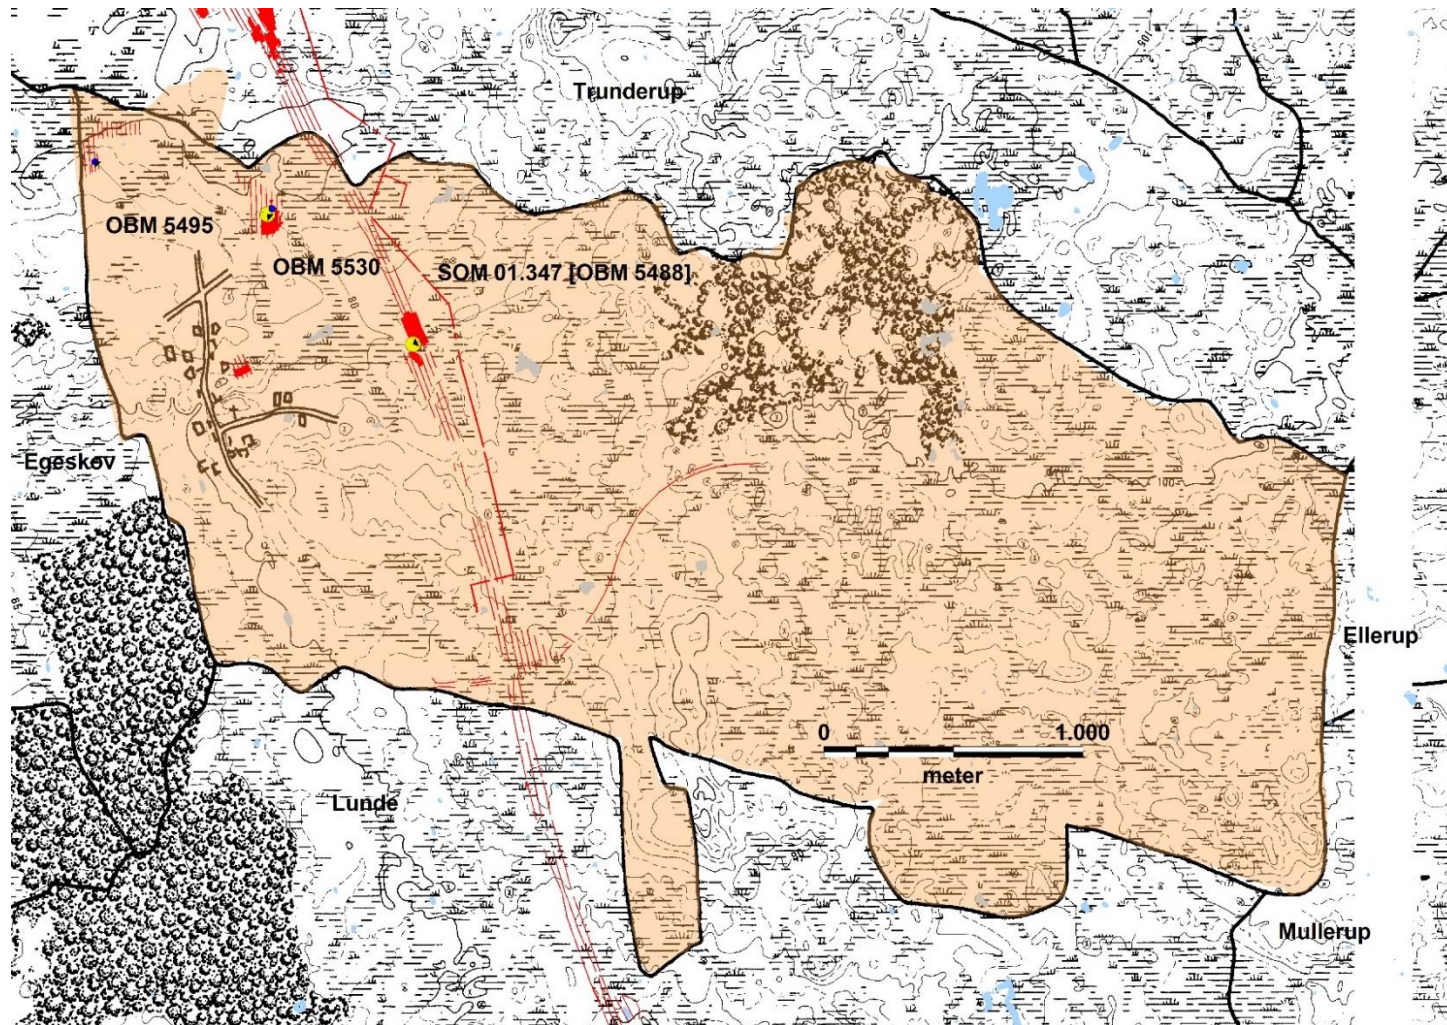 Trunderup
OBM 5495
OBM 5530
SOM 01.347 [OBM 5488]
Egeskov
Ellerup
0 1.000
meter
Lunde
Mullerup